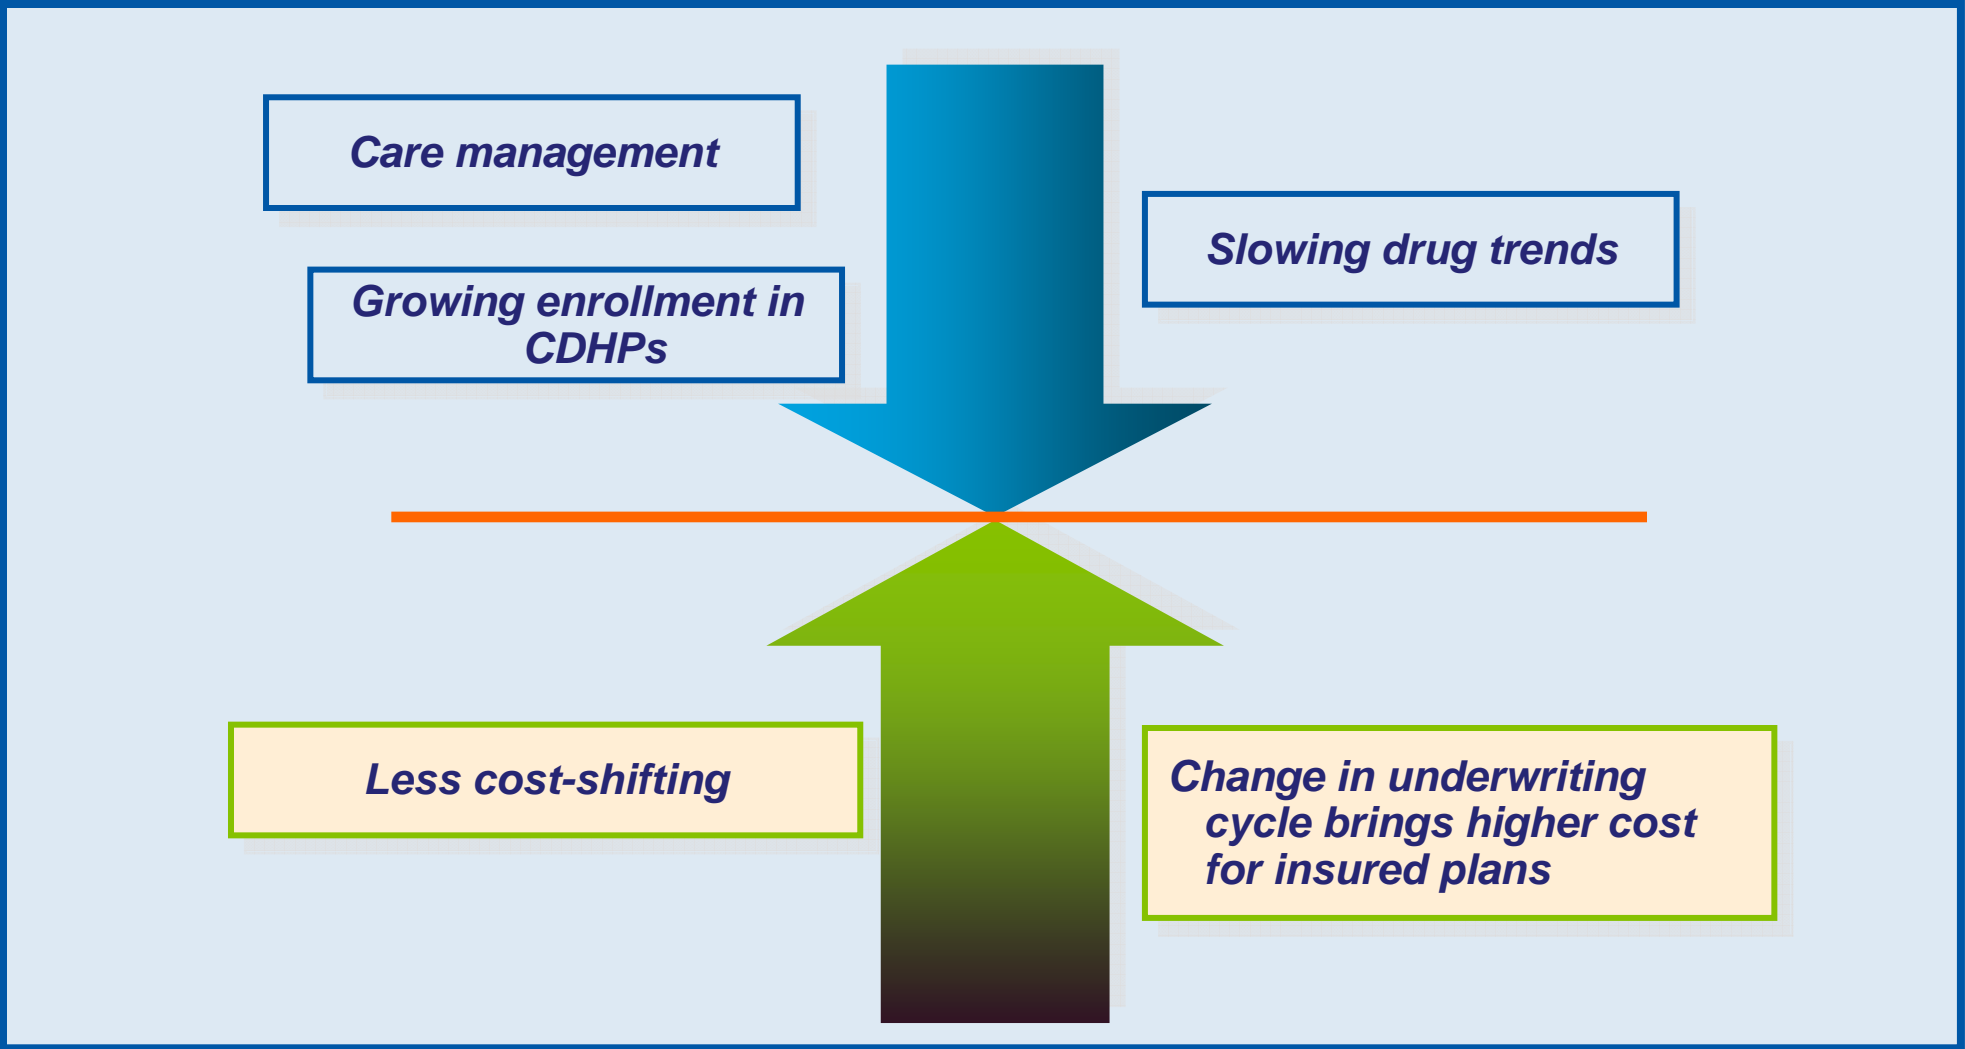 Care management
Growing enrollment in
CDHPs
Slowing drug trends
Less cost-shifting
Change in underwriting
cycle brings higher cost
for insured plans